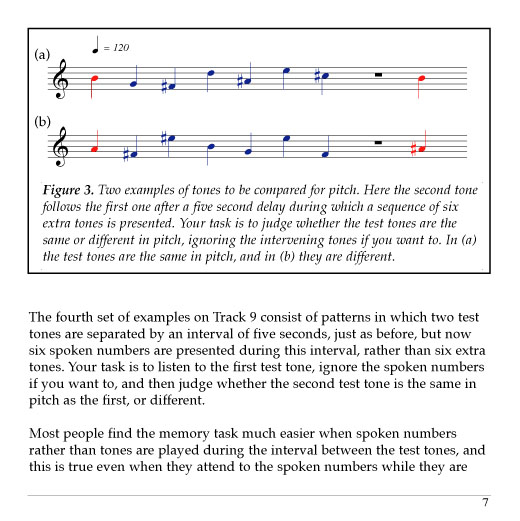 (a)
= 120
(b)
Figure 3. Two examples of tones to be compared for pitch. Here the second tone
follows the first one after a five second delay during which a sequence of six
extra tones is presented. Your task is to judge whether the test tones are the
same or different in pitch, ignoring the intervening tones if you want to. In (a)
the test tones are the same in pitch, and in (b) they are different.
The fourth set of examples on Track 9 consist of patterns in which two test
tones are separated by an interval of five seconds, just as before, but now
six spoken numbers are presented during this interval, rather than six extra
tones. Your task is to listen to the first test tone, ignore the spoken numbers
if you want to, and then judge whether the second test tone is the same in
pitch as the first, or different.
Most people find the memory task much easier when spoken numbers
rather than tones are played during the interval between the test tones, and
this is true even when they attend to the spoken numbers while they are
7